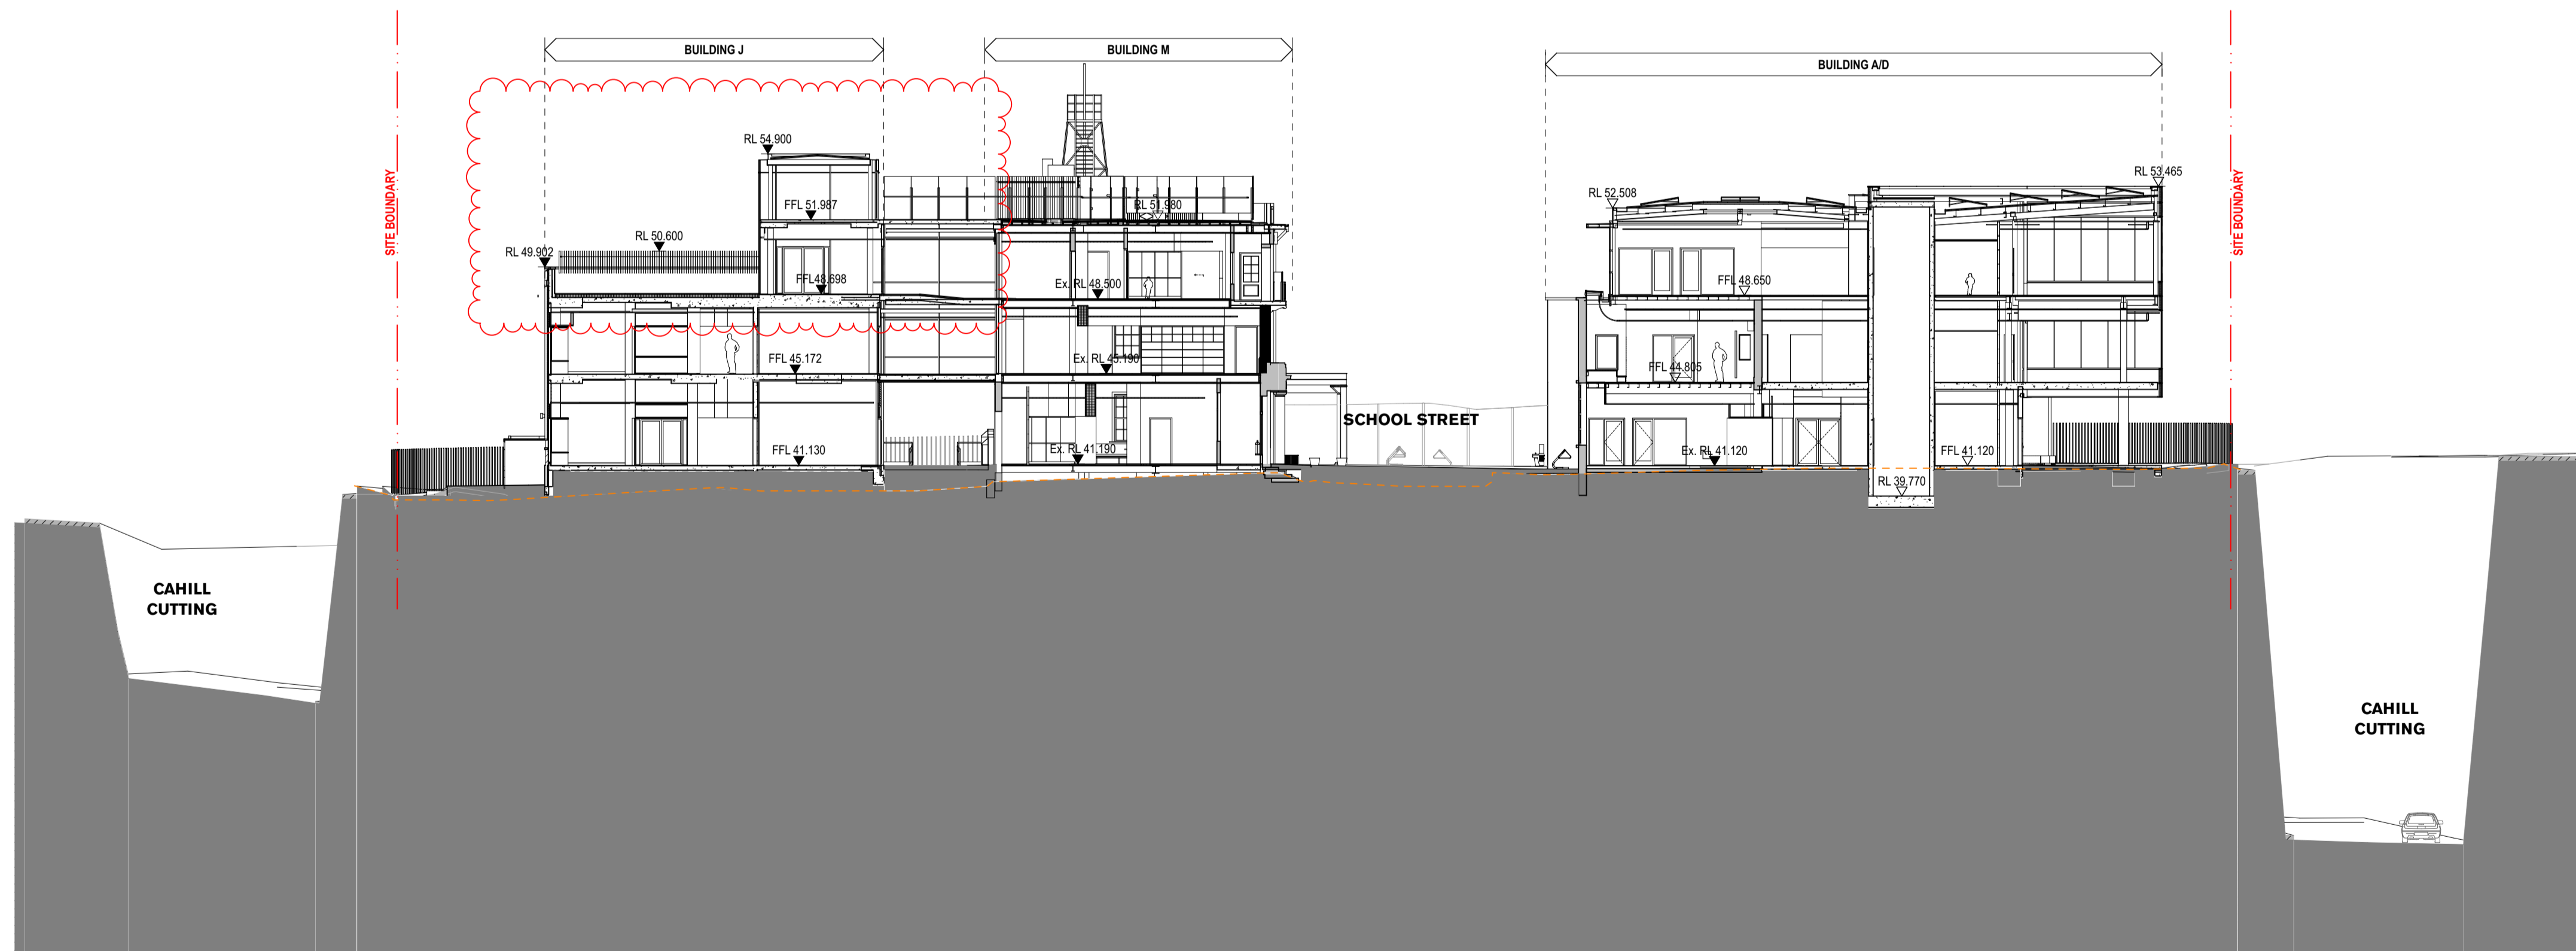 BUILDING J
BUILDING M
BUILDING A/D
SITE BOUNDARY
SITE BOUNDARY
RL 54.900
FFL 51.987
RL 50.600
RL 49.902
FFL48.698
FFL 45.172
FFL 41.130
RL 51.980
Ex. RL 48.500
Ex. RL 45.190
Ex. RL 41.190
SCHOOL STREET
RL 52.508
RL 53.465
FFL 48.650
FFL 44.805
Ex. RL 41.120
FFL 41.120
RL 39.770
CAHILL
CUTTING
CAHILL
CUTTING